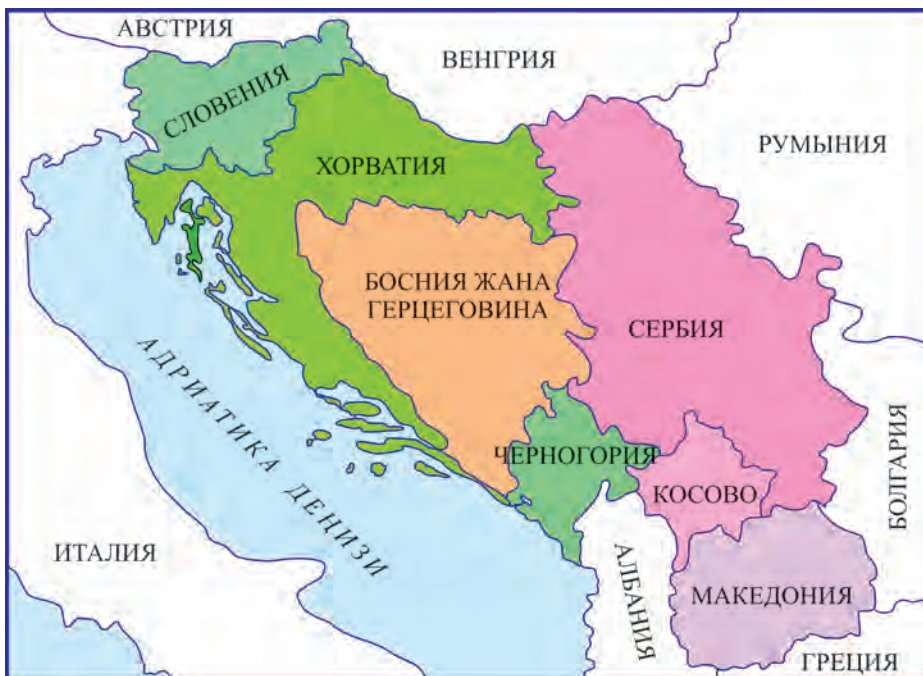 АВСТРИЯ
ВЕНГРИЯ
СЛОВЕНИЯ
РУМЫНИЯ
ХОРВАТИЯ
БОСНИЯ ЖАНА
ГЕРЦЕГОВИНА
СЕРБИЯ
АДРИАТИКА ДЕНИЗИ
ЧЕРНОГОРИЯ
КОСОВО
БОЛГАРИЯ
ИТАЛИЯ
АЛБАНИЯ
МАКЕДОНИЯ
ГРЕЦИЯ